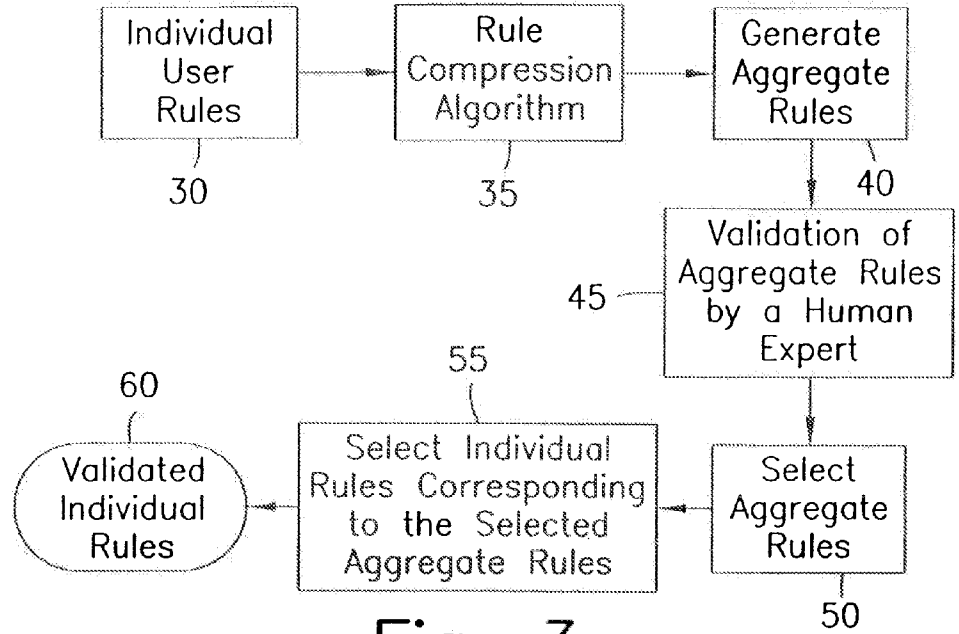 Individual
User
Rules
30
Rule
Compression
Algorithm
35
Generate
Aggregate
Rules
40
Validation of
Aggregate Rules
by a Human
Expert
45
Select
Aggregate
Rules
50
55
Select Individual
Rules Corresponding
to the Selected
Aggregate Rules
60
Validated
Individual
Rules